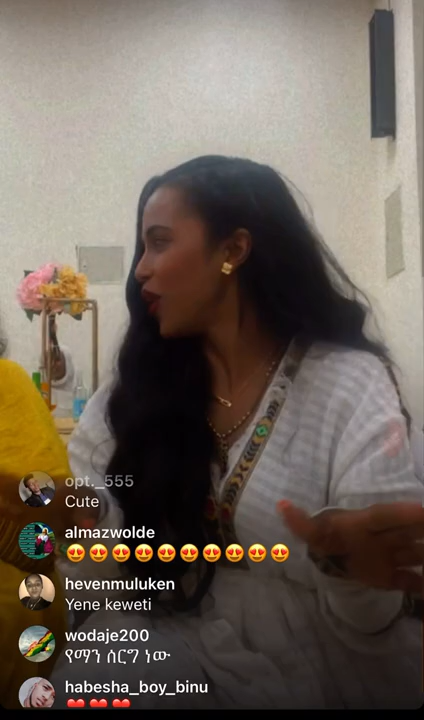 opt._555
Cute
almazwolde
😍😍😍😍😍😍😍😍😍😍
hevenmuluken
Yene keweti
wodaje200
የማን ሰርግ ነው
habesha_boy_binu
❤️❤️❤️